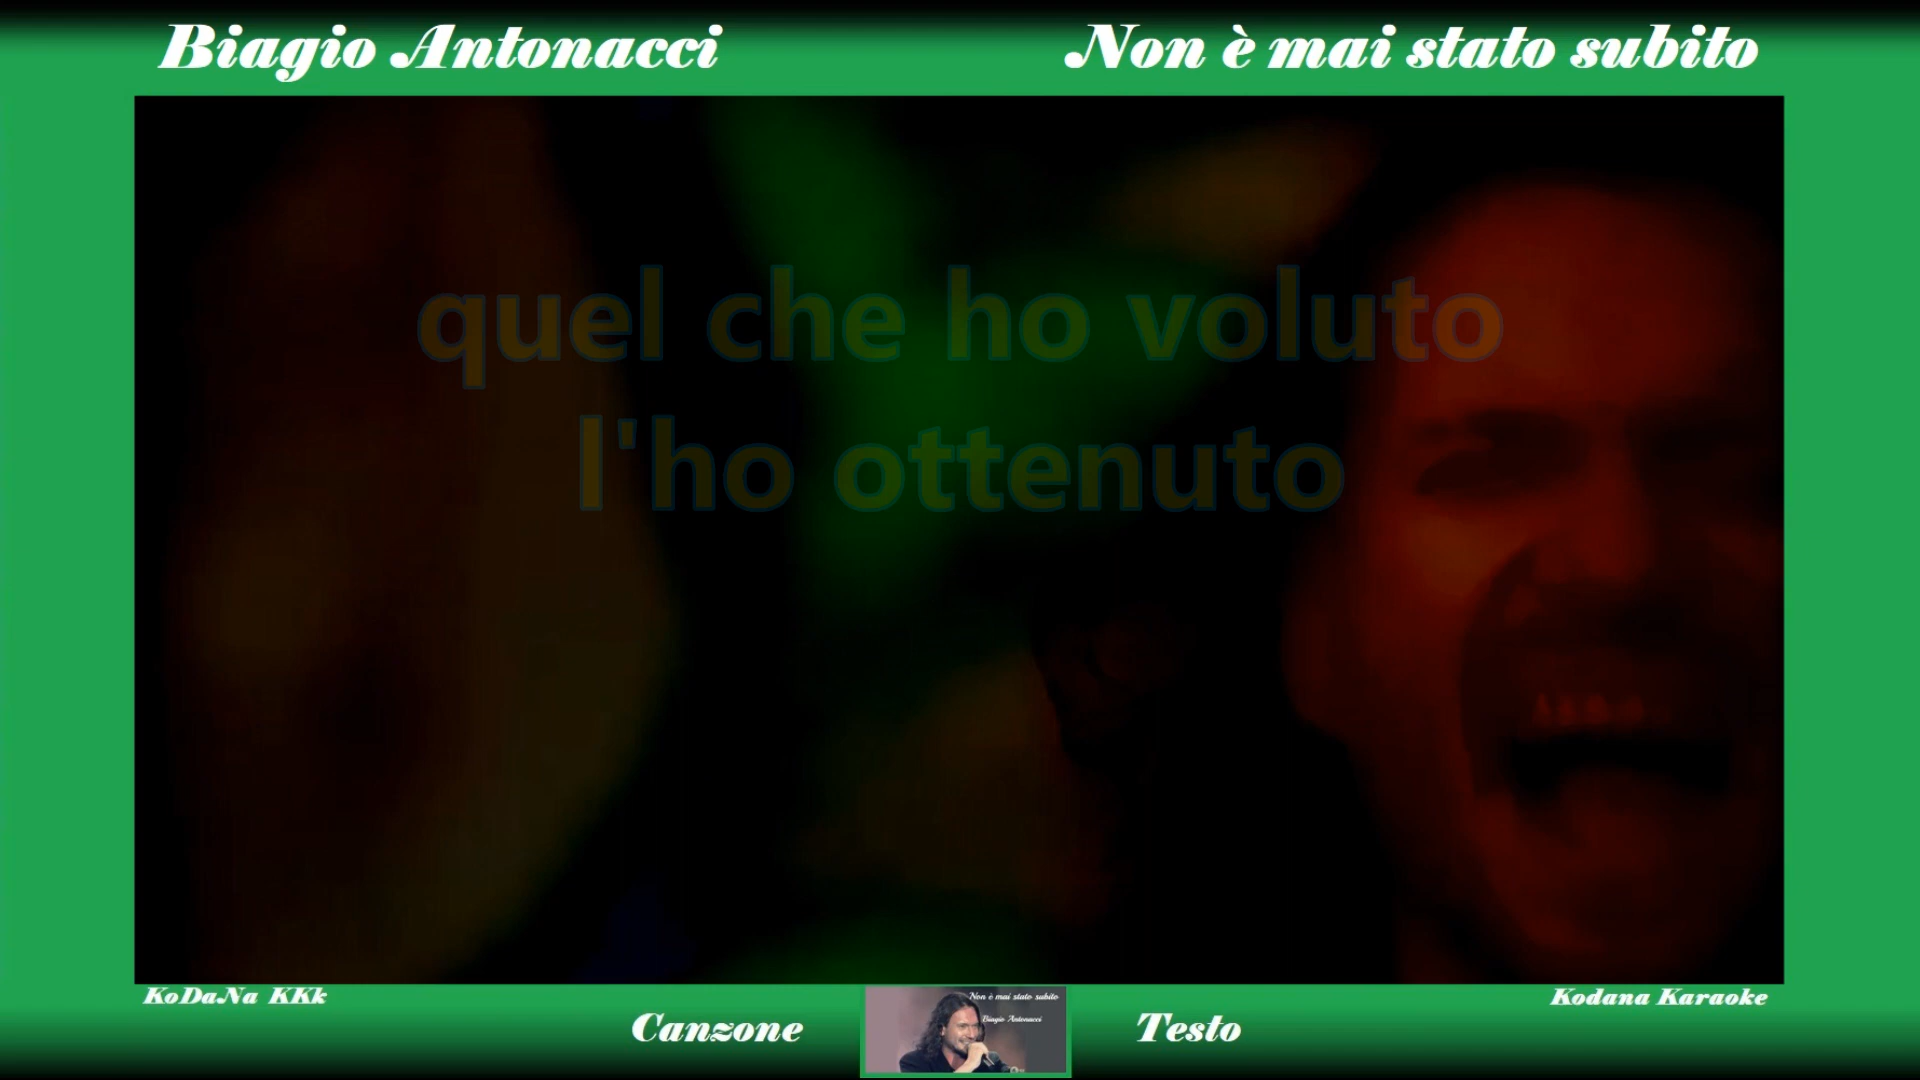 Biagio Antonacci
Non è mai stato subito
quel che ho voluto
l'ho ottenuto
KoDaNa KKk
Kodana Karaoke
Canzone
Non è mai stato subito
Biagio Antonacci
Testo